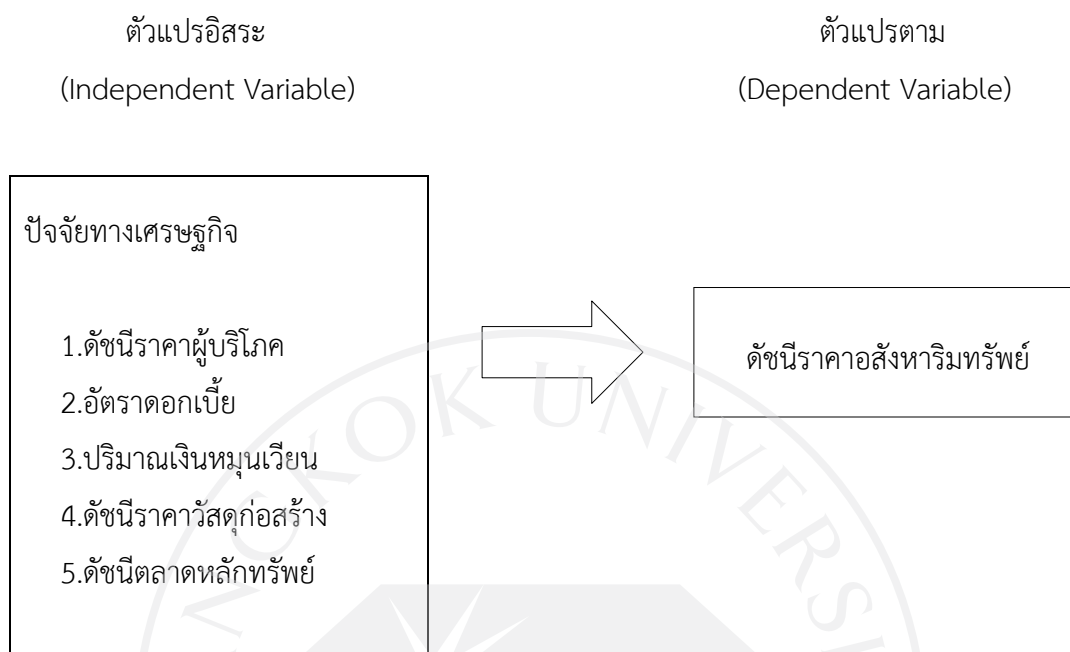 ตัวแปรอิสระ
(Independent Variable)
ตัวแปรตาม
(Dependent Variable)
ปัจจัยทางเศรษฐกิจ
1.ดัชนีราคาผู้บริโภค
2.อัตราดอกเบี้ย
3.ปริมาณเงินหมุนเวียน
4.ดัชนีราคาวัสดุก่อสร้าง
5.ดัชนีตลาดหลักทรัพย์
ดัชนีราคาอสังหาริมทรัพย์
NGKOK UNIVERSI